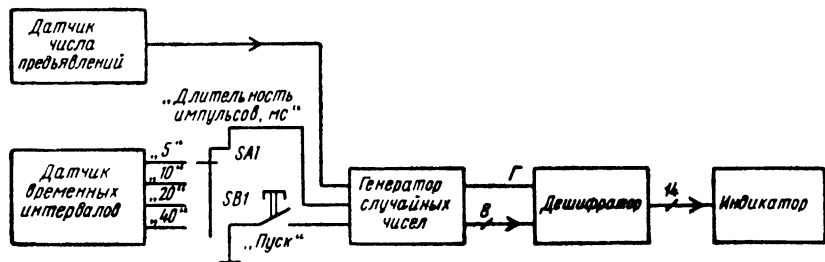 Датчик
числа
предъявлений
„Длительность
импульсов, мс“
Датчик
временных
интервалов
„5“
„10“
„20“
„40“
SA1
SB1
„Пуск“
Генератор
случайных
чисел
Г
8
Дешифратор
14
Индикатор